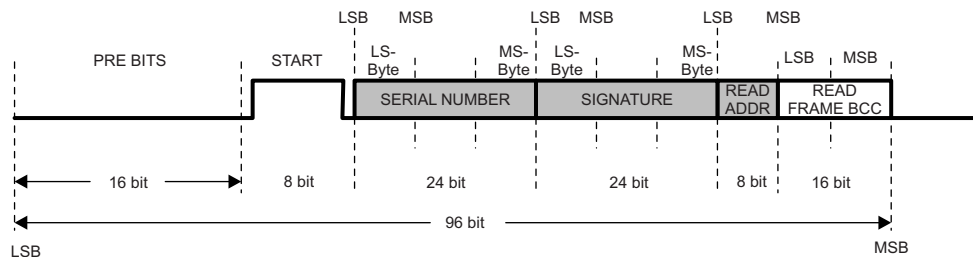 LSB MSB LSB MSB LSB MSB
PRE BITS START LS- MS- LS- MS- LSB MSB
Byte Byte Byte Byte
SERIAL NUMBER SIGNATURE READ READ
ADDR FRAME BCC
16 bit 8 bit 24 bit 24 bit 8 bit 16 bit
96 bit
LSB MSB